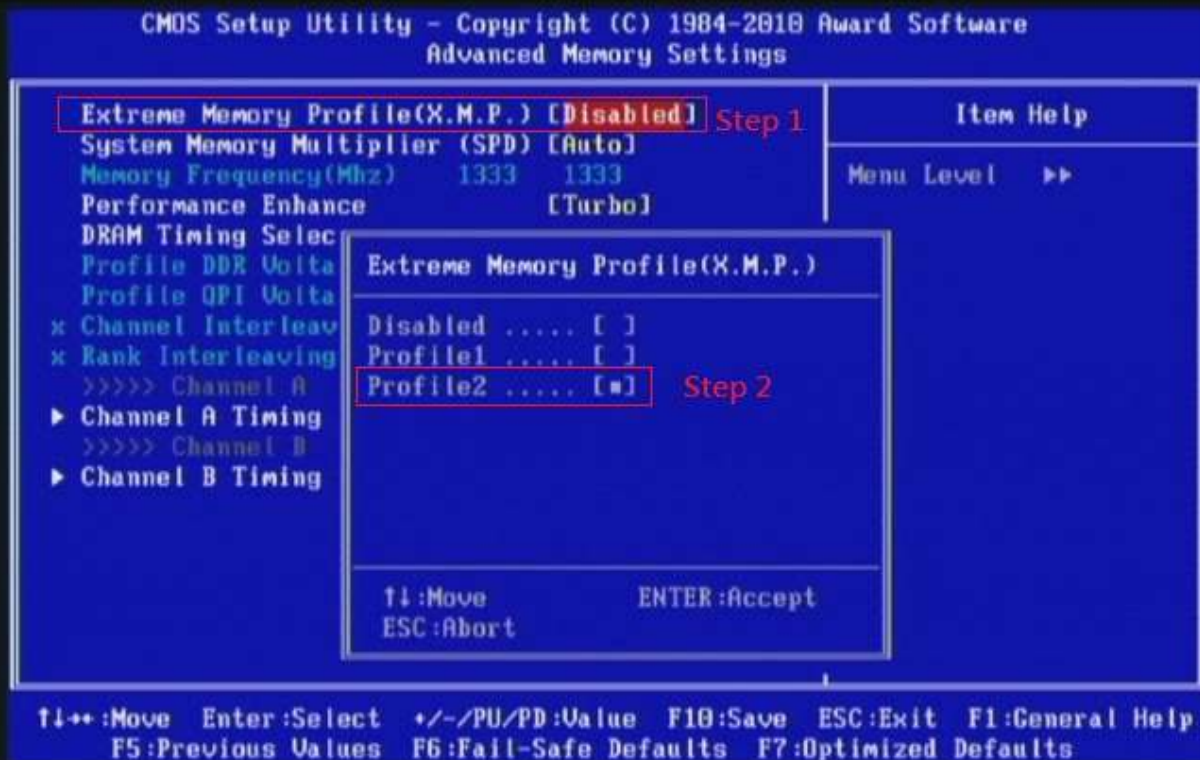 CMOS Setup Utility - Copyright (C) 1984-2010 Award Software
Advanced Memory Settings
Extreme Memory Profile(X.M.P.) [Disabled] Step 1
Item Help
System Memory Multiplier (SPD) [Auto]
Memory Frequency(Mhz) 1333 1333
Menu Level ▶▶
Performance Enhance [Turbo]
DRAM Timing Selec
Profile DDR Volta
Profile QPI Volta
x Channel Interleav
x Rank Interleaving
>>>>> Channel A
▶ Channel A Timing
>>>>> Channel B
▶ Channel B Timing
Extreme Memory Profile(X.M.P.)
Disabled ..... [ ]
Profile1 ..... [ ]
Profile2 ..... [■] Step 2
↑↓:Move ENTER:Accept
ESC:Abort
↑↓→←:Move Enter:Select +/-/PU/PD:Value F10:Save ESC:Exit F1:General Help
F5:Previous Values F6:Fail-Safe Defaults F7:Optimized Defaults